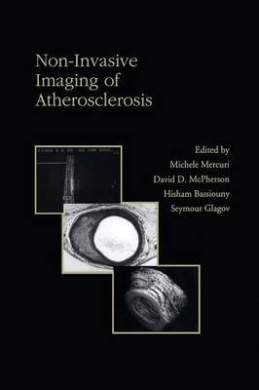 Non-Invasive
Imaging of
Atherosclerosis
Edited by
Michele Mercuri
David D. McPherson
Hisham Bassiouny
Seymour Glagov